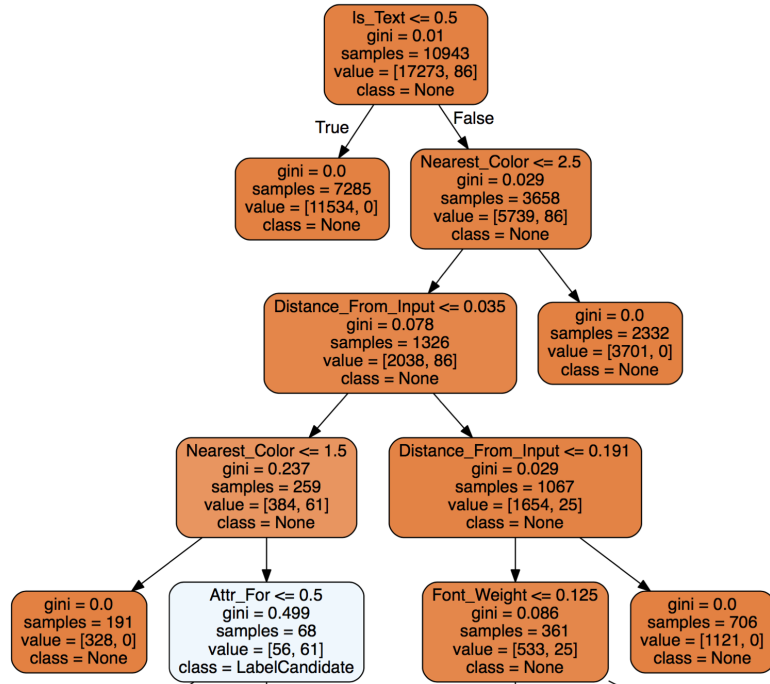 Is_Text <= 0.5
gini = 0.01
samples = 10943
value = [17273, 86]
class = None
True
False
gini = 0.0
samples = 7285
value = [11534, 0]
class = None
Nearest_Color <= 2.5
gini = 0.029
samples = 3658
value = [5739, 86]
class = None
Distance_From_Input <= 0.035
gini = 0.078
samples = 1326
value = [2038, 86]
class = None
gini = 0.0
samples = 2332
value = [3701, 0]
class = None
Nearest_Color <= 1.5
gini = 0.237
samples = 259
value = [384, 61]
class = None
Distance_From_Input <= 0.191
gini = 0.029
samples = 1067
value = [1654, 25]
class = None
gini = 0.0
samples = 191
value = [328, 0]
class = None
Attr_For <= 0.5
gini = 0.499
samples = 68
value = [56, 61]
class = LabelCandidate
Font_Weight <= 0.125
gini = 0.086
samples = 361
value = [533, 25]
class = None
gini = 0.0
samples = 706
value = [1121, 0]
class = None